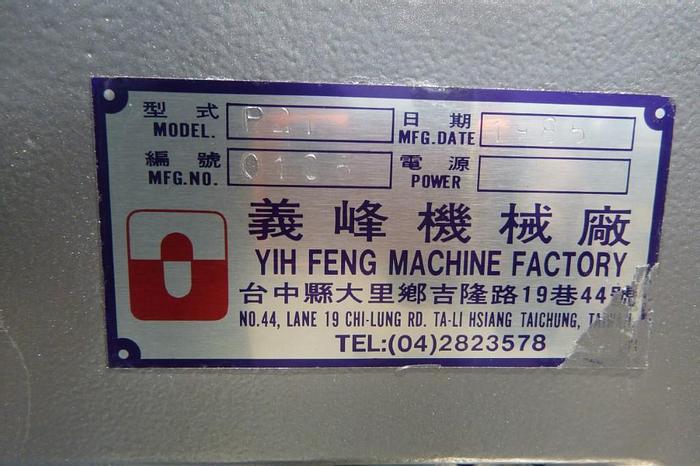 型式 日期
MODEL. MFG.DATE
編號 電源
MFG.NO. POWER
義峰機械廠
YIH FENG MACHINE FACTORY
台中縣大里鄉吉隆路19巷44號
NO.44, LANE 19 CHI-LUNG RD. TA-LI HSIANG TAICHUNG, TAIWAN
TEL:(04)2823578